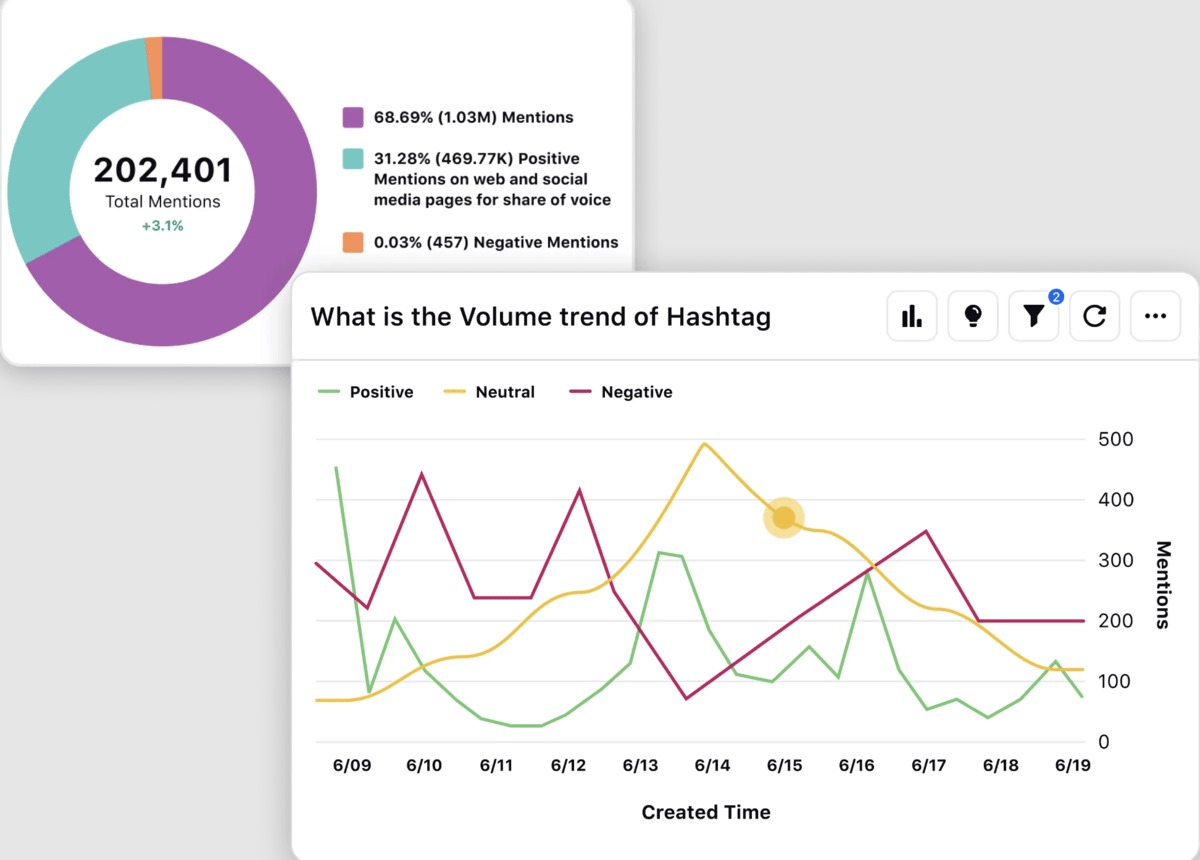 202,401
Total Mentions
+3.1%
68.69% (1.03M) Mentions
31.28% (469.77K) Positive
Mentions on web and social
media pages for share of voice
0.03% (457) Negative Mentions
What is the Volume trend of Hashtag
2
Positive Neutral Negative
500
400
300
200
100
0
Mentions
6/09 6/10 6/11 6/12 6/13 6/14 6/15 6/16 6/17 6/18 6/19
Created Time